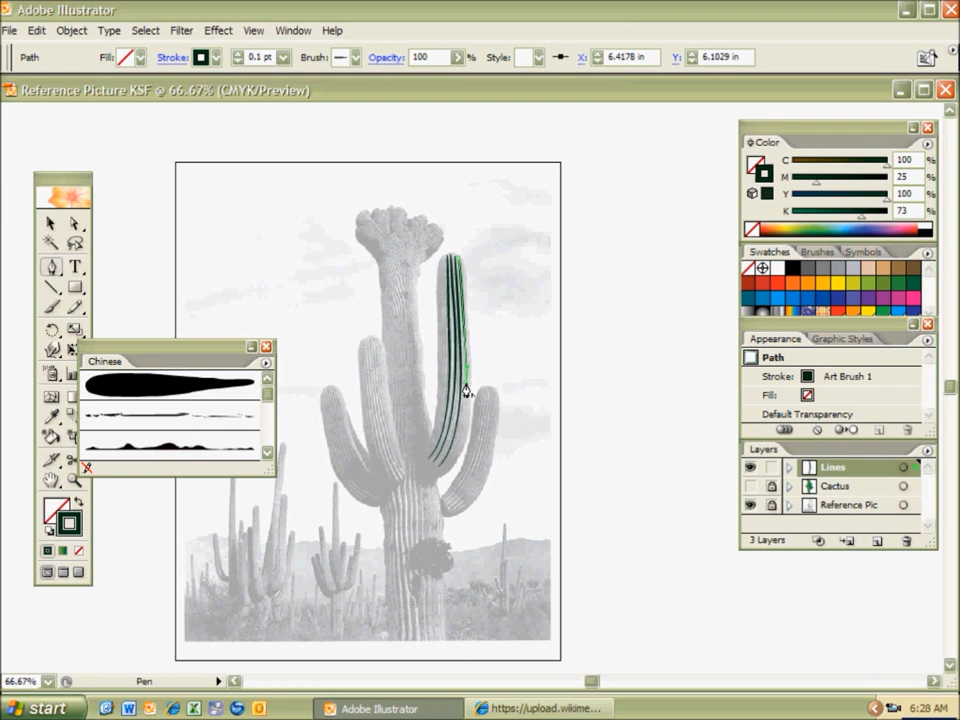 Adobe Illustrator
File Edit Object Type Select Filter Effect View Window Help
Path Fill: Stroke: 0.1 pt Brush: Opacity: 100 % Style: X: 6.4178 in Y: 6.1029 in
Reference Picture KSF @ 66.67% (CMYK/Preview)
Color
C 100 %
M 25 %
Y 100 %
K 73 %
Swatches Brushes Symbols
Appearance Graphic Styles
Path
Stroke: Art Brush 1
Fill:
Default Transparency
Layers
Lines
Cactus
Reference Pic
3 Layers
T
Chinese
66.67% Pen
start Adobe Illustrator https://upload.wikime... 6:28 AM